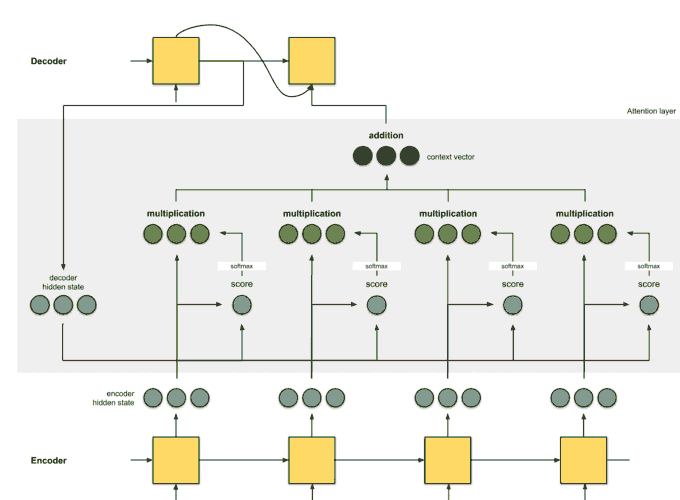 Decoder
Attention layer
addition
context vector
multiplication
multiplication
multiplication
multiplication
softmax
softmax
softmax
softmax
decoder
hidden state
score
score
score
score
encoder
hidden state
Encoder